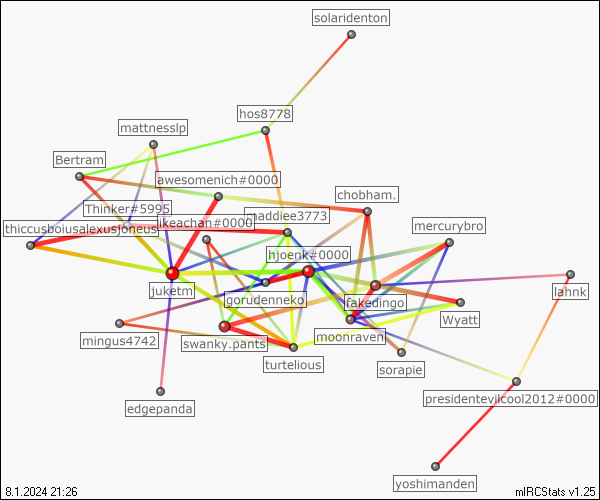 solaridenton
hos8778
mattnesslp
Bertram
awesomenich#0000
chobham.
Thinker#5995
ikeachan#0000
maddiee3773
thiccusboiusalexusjoneus
mercurybro
hjoenk#0000
juketm
gorudenneko
fakedingo
lahnk
Wyatt
mingus4742
swanky.pants
moonraven
turtelious
sorapie
edgepanda
presidentevilcool2012#0000
yoshimanden
8.1.2024 21:26
mIRCStats v1.25